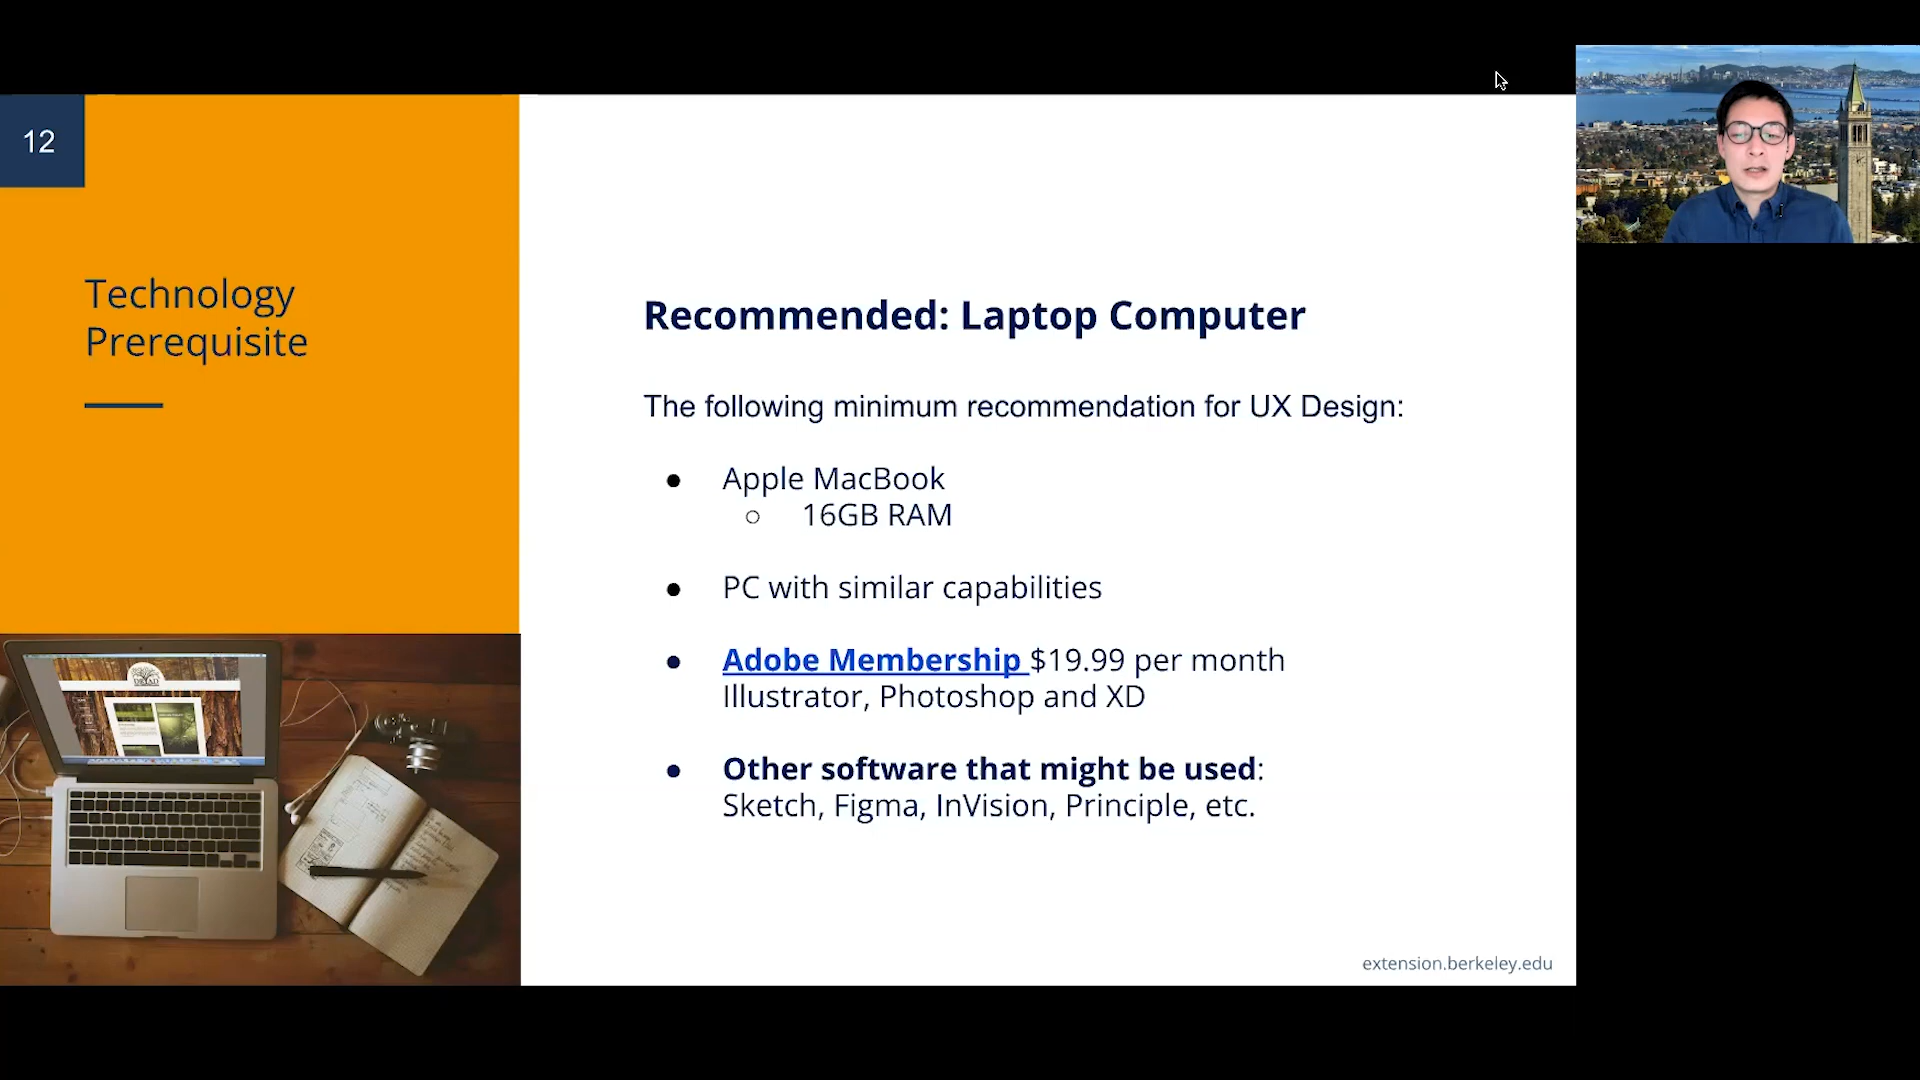 12
Technology
Prerequisite
Recommended: Laptop Computer
The following minimum recommendation for UX Design:
● Apple MacBook
○ 16GB RAM
● PC with similar capabilities
● Adobe Membership $19.99 per month
Illustrator, Photoshop and XD
● Other software that might be used:
Sketch, Figma, InVision, Principle, etc.
extension.berkeley.edu